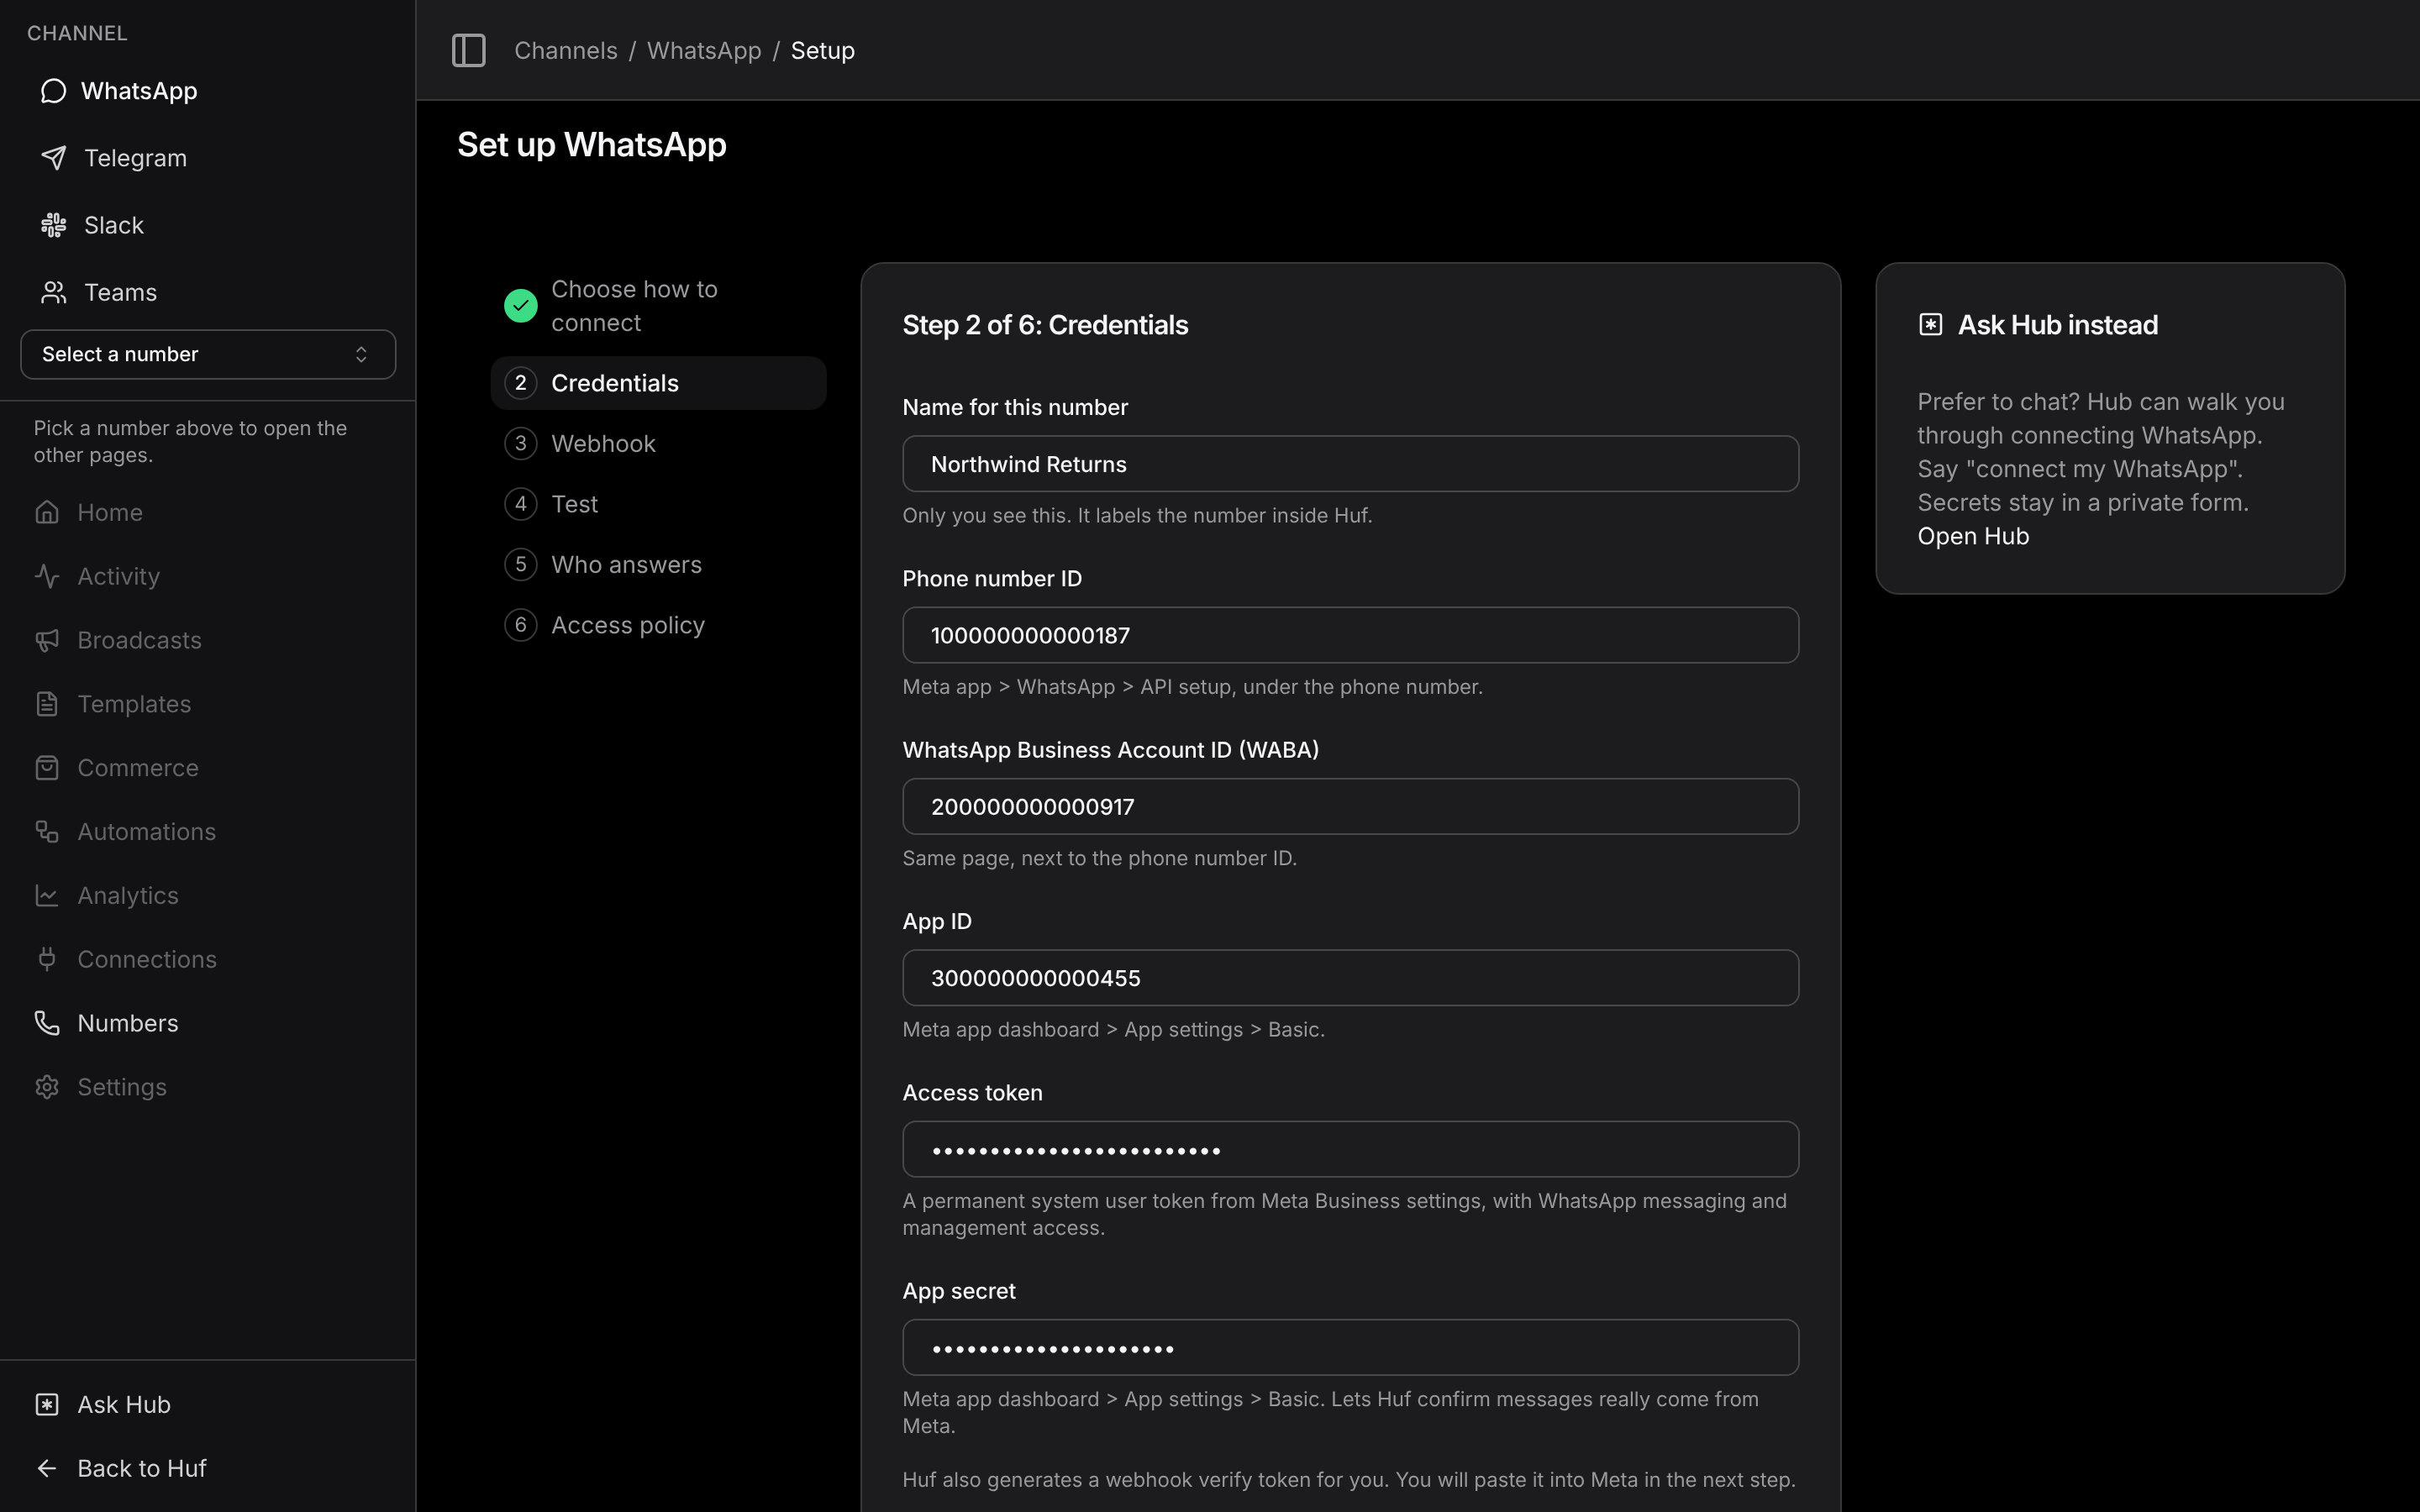 CHANNEL
WhatsApp
Telegram
Slack
Teams
Select a number
Pick a number above to open the
other pages.
Home
Activity
Broadcasts
Templates
Commerce
Automations
Analytics
Connections
Numbers
Settings
Ask Hub
Back to Huf
Channels / WhatsApp / Setup
Set up WhatsApp
Choose how to
connect
2 Credentials
3 Webhook
4 Test
5 Who answers
6 Access policy
Step 2 of 6: Credentials
Name for this number
Northwind Returns
Only you see this. It labels the number inside Huf.
Phone number ID
100000000000187
Meta app > WhatsApp > API setup, under the phone number.
WhatsApp Business Account ID (WABA)
200000000000917
Same page, next to the phone number ID.
App ID
300000000000455
Meta app dashboard > App settings > Basic.
Access token
•••••••••••••••••••••••••
A permanent system user token from Meta Business settings, with WhatsApp messaging and
management access.
App secret
•••••••••••••••••••••
Meta app dashboard > App settings > Basic. Lets Huf confirm messages really come from
Meta.
Huf also generates a webhook verify token for you. You will paste it into Meta in the next step.
Ask Hub instead
Prefer to chat? Hub can walk you
through connecting WhatsApp.
Say "connect my WhatsApp".
Secrets stay in a private form.
Open Hub